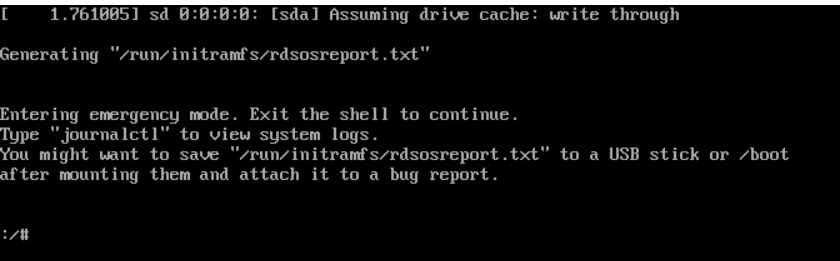 [    1.761005] sd 0:0:0:0: [sda] Assuming drive cache: write through
Generating "/run/initramfs/rdsosreport.txt"
Entering emergency mode. Exit the shell to continue.
Type "journalctl" to view system logs.
You might want to save "/run/initramfs/rdsosreport.txt" to a USB stick or /boot
after mounting them and attach it to a bug report.
:/#